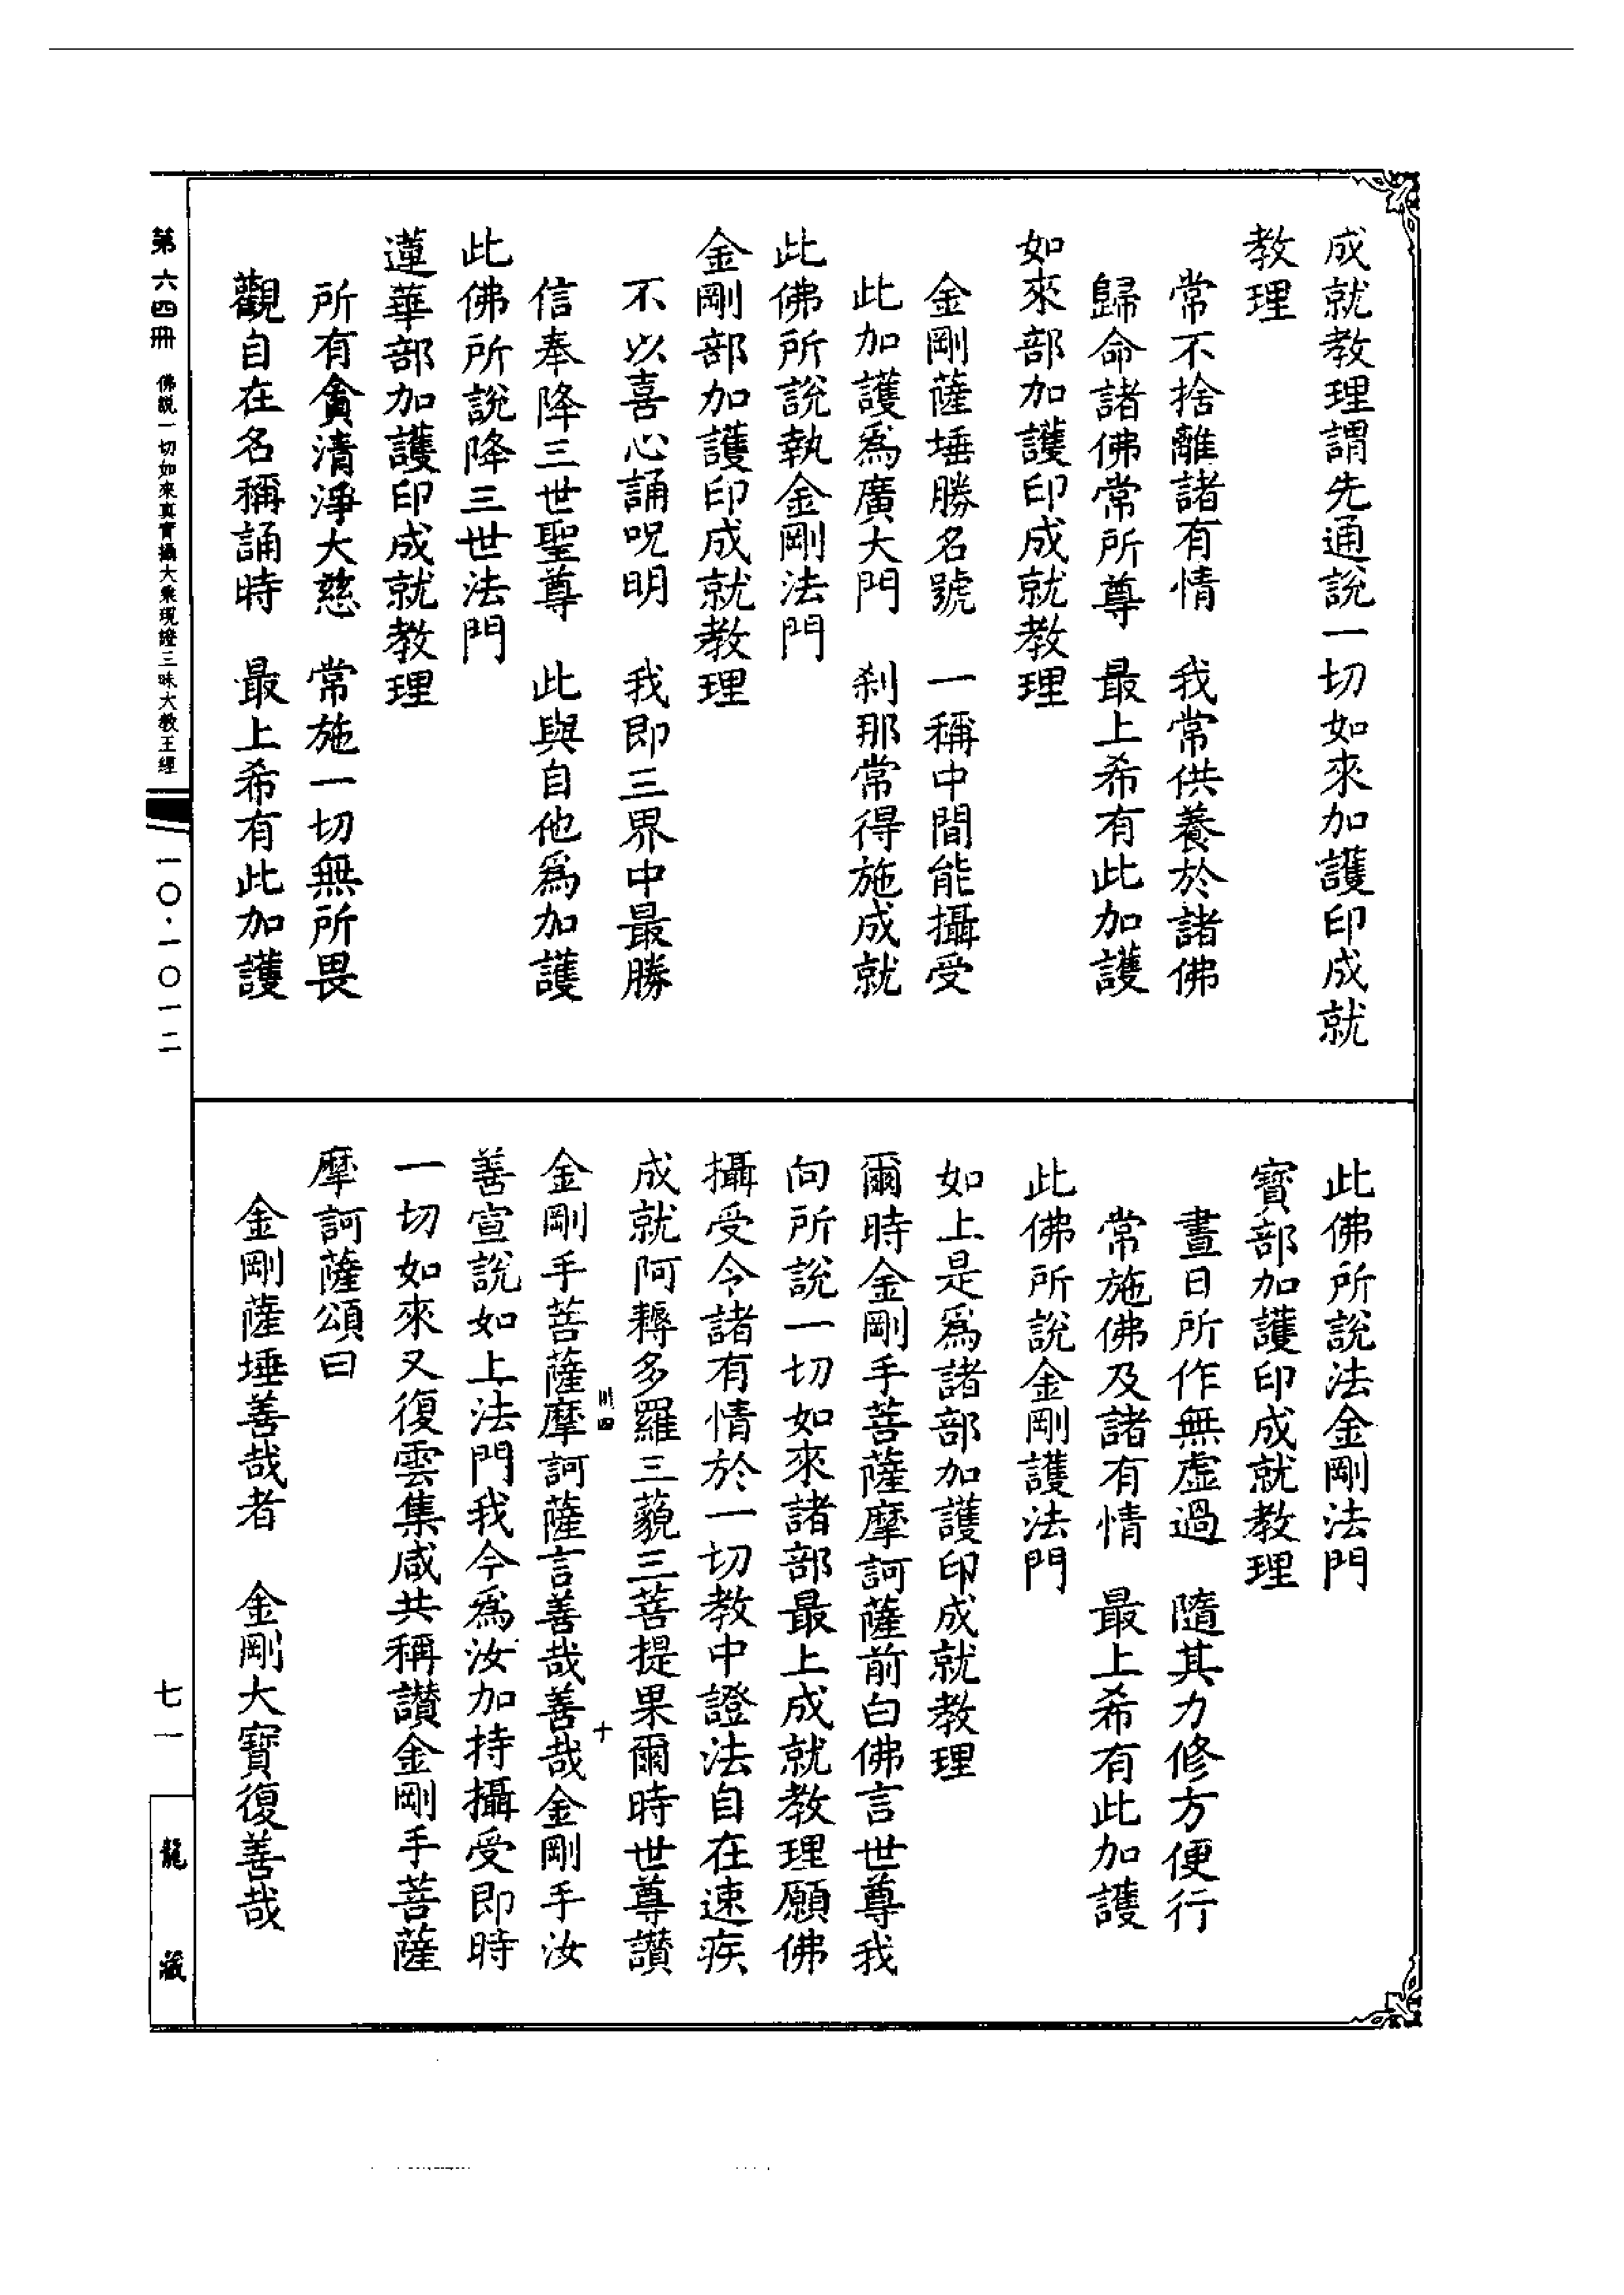 成就教理謂先通說一切如來加護印成就
教理
常不捨離諸有情　我常供養於諸佛
歸命諸佛常所尊　最上希有此加護
如來部加護印成就教理
金剛薩埵勝名號　一稱中間能攝受
此加護爲廣大門　刹那常得施成就
此佛所說執金剛法門
金剛部加護印成就教理
不以喜心誦呪明　我即三界中最勝
信奉降三世聖尊　此與自他爲加護
此佛所說降三世法門
蓮華部加護印成就教理
所有貪清淨大慈　常施一切無所畏
觀自在名稱誦時　最上希有此加護
此佛所說法金剛法門
寶部加護印成就教理
晝日所作無虛過　隨其力修方便行
常施佛及諸有情　最上希有此加護
此佛所說金剛護法門
如上是爲諸部加護印成就教理
爾時金剛手菩薩摩訶薩前白佛言世尊我
向所說一切如來諸部最上成就教理願佛
攝受令諸有情於一切教中證法自在速疾
成就阿耨多羅三藐三菩提果爾時世尊讚
金剛手菩薩摩訶薩言善哉善哉金剛手汝
善宣說如上法門我今爲汝加持攝受即時
一切如來又復雲集咸共稱讚金剛手菩薩
摩訶薩頌曰
金剛薩埵善哉者　金剛大寶復善哉
第六四冊　佛説一切如來真實攝大乘現證三昧大教王經
一〇·一〇一二
七一
龍藏